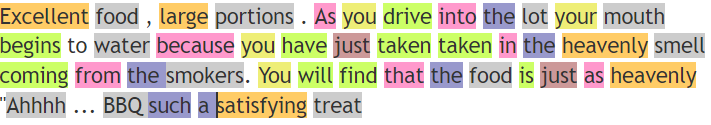 Excellent food , large portions . As you drive into the lot your mouth
begins to water because you have just taken taken in the heavenly smell
coming from the smokers. You will find that the food is just as heavenly
"Ahhhh ... BBQ such a satisfying treat